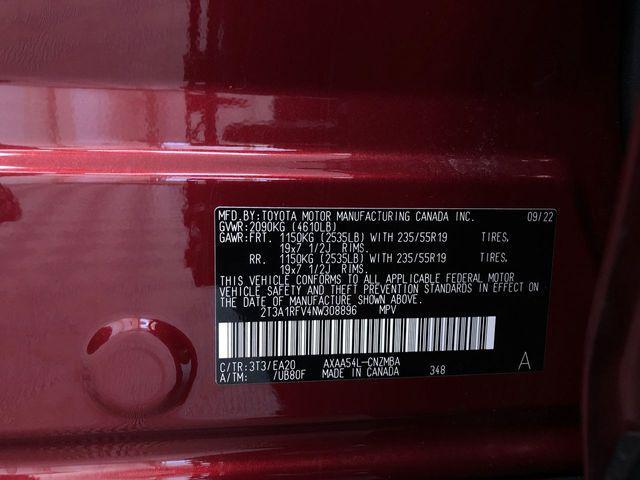 MFD.BY:TOYOTA MOTOR MANUFACTURING CANADA INC. 09/22
GVWR:2090KG (4610LB)
GAWR:FRT. 1150KG (2535LB) WITH 235/55R19 TIRES.
19x7 1/2J RIMS.
RR. 1150KG (2535LB) WITH 235/55R19 TIRES.
19x7 1/2J RIMS.
THIS VEHICLE CONFORMS TO ALL APPLICABLE FEDERAL MOTOR
VEHICLE SAFETY AND THEFT PREVENTION STANDARDS IN EFFECT ON
THE DATE OF MANUFACTURE SHOWN ABOVE.
2T3A1RFV4NW308896 MPV
C/TR:3T3/EA20 AXAA54L-CNZMBA
A/TM: /UB80F MADE IN CANADA 348 A